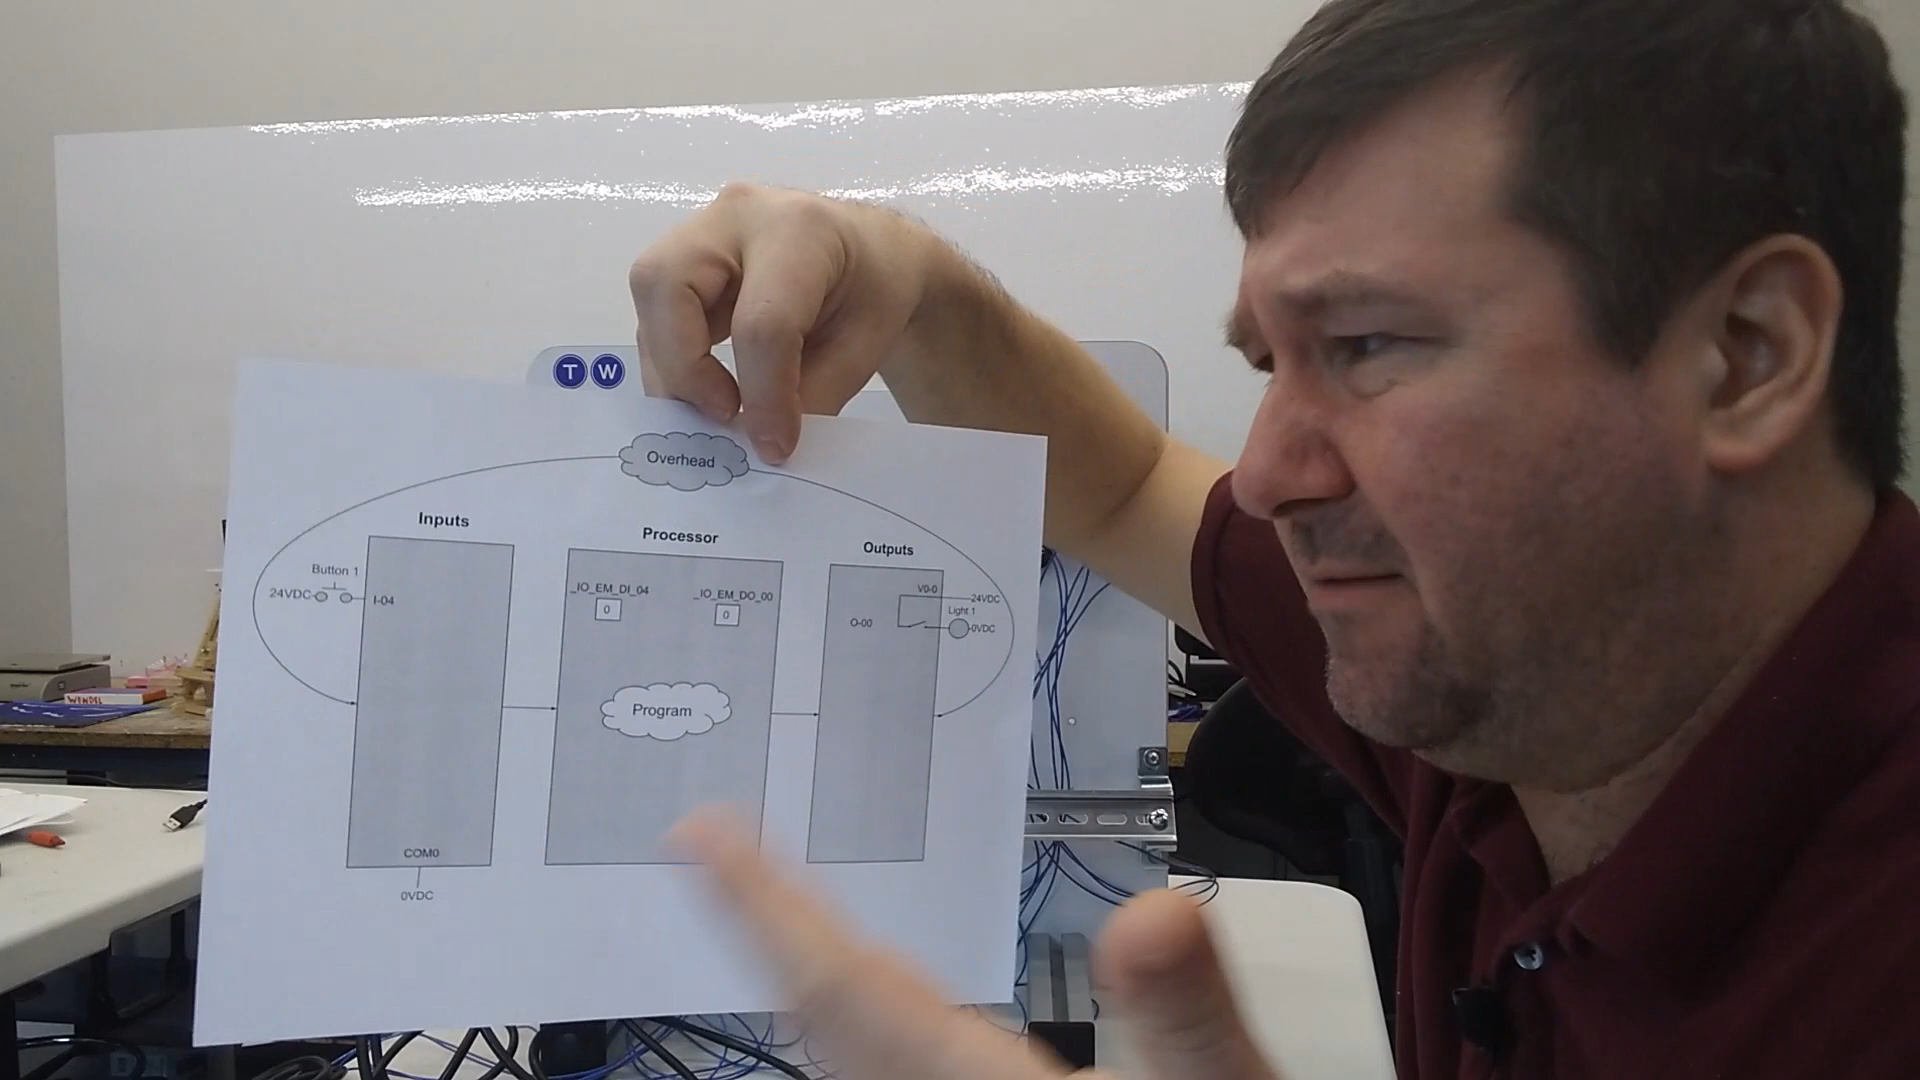 T W
Overhead
Inputs
Processor
Outputs
Button 1
24VDC
I-04
_IO_EM_DI_04
0
_IO_EM_DO_00
0
V0-0
24VDC
Light 1
0VDC
O-00
Program
COM0
0VDC
WENDEL